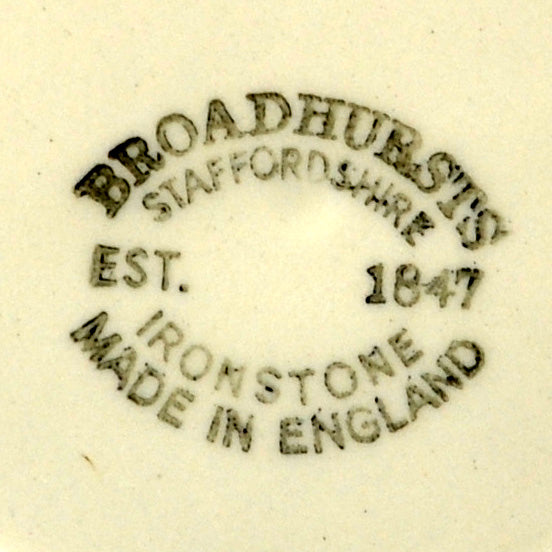 BROADHURSTS
STAFFORDSHIRE
EST. 1847
IRONSTONE
MADE IN ENGLAND